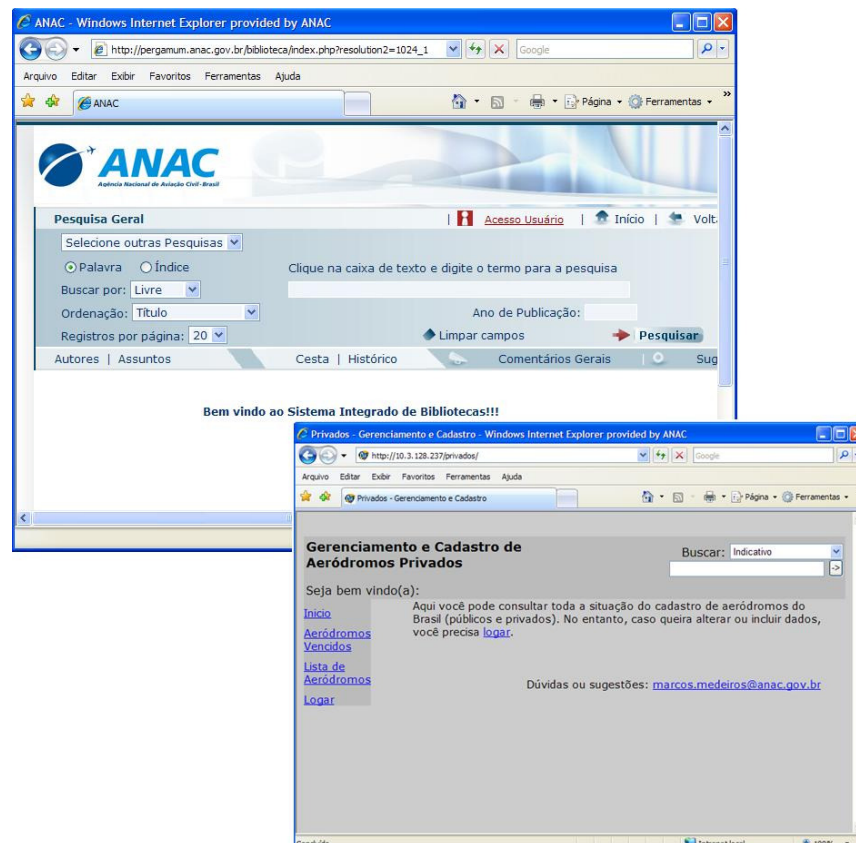 ANAC - Windows Internet Explorer provided by ANAC
http://pergamum.anac.gov.br/biblioteca/index.php?resolution2=1024_1
Google
Arquivo Editar Exibir Favoritos Ferramentas Ajuda
ANAC
Página Ferramentas
ANAC
Agência Nacional de Aviação Civil-Brasil
Pesquisa Geral | Acesso Usuário | Início | Volt
Selecione outras Pesquisas
Palavra Índice Clique na caixa de texto e digite o termo para a pesquisa
Buscar por: Livre
Ordenação: Título Ano de Publicação:
Registros por página: 20 Limpar campos Pesquisar
Autores | Assuntos Cesta | Histórico Comentários Gerais | Sug
Bem vindo ao Sistema Integrado de Bibliotecas!!!
Privados - Gerenciamento e Cadastro - Windows Internet Explorer provided by ANAC
http://10.3.128.237/privados/
Google
Arquivo Editar Exibir Favoritos Ferramentas Ajuda
Privados - Gerenciamento e Cadastro
Página Ferramentas
Gerenciamento e Cadastro de
Aeródromos Privados
Buscar: Indicativo
->
Seja bem vindo(a):
Inicio
Aeródromos
Vencidos
Lista de
Aeródromos
Logar
Aqui você pode consultar toda a situação do cadastro de aeródromos do
Brasil (públicos e privados). No entanto, caso queira alterar ou incluir dados,
você precisa logar.
Dúvidas ou sugestões: marcos.medeiros@anac.gov.br